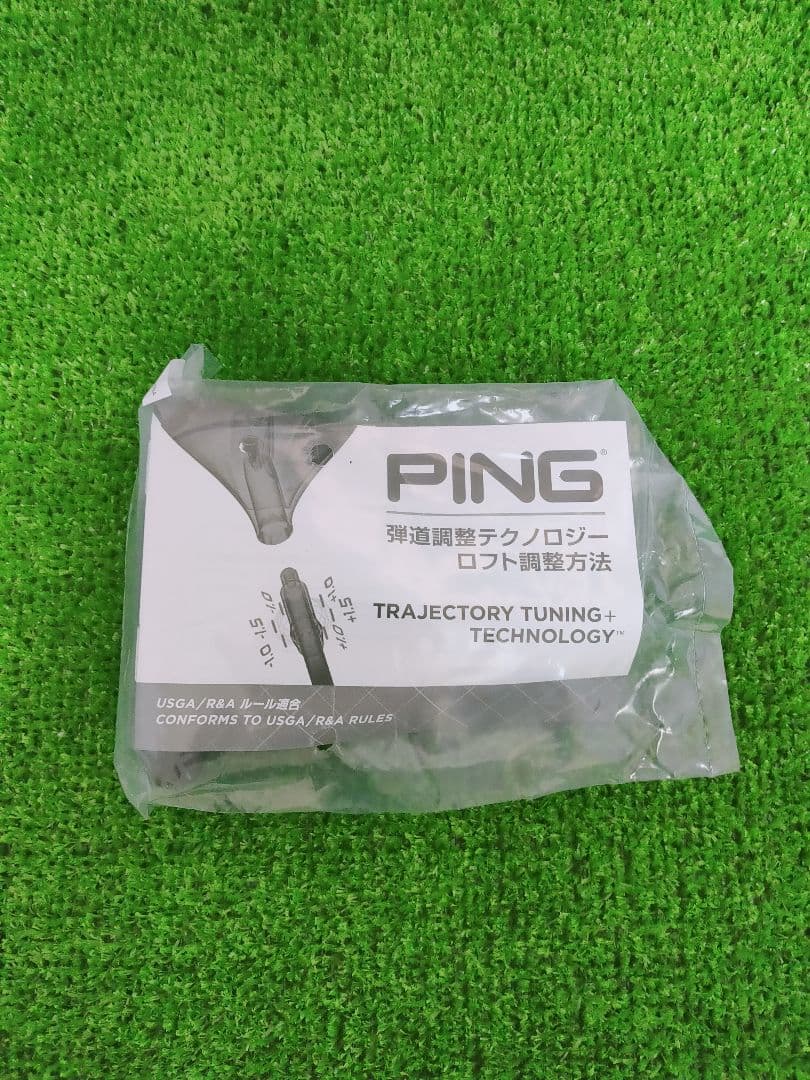 PING®
弾道調整テクノロジー
ロフト調整方法
TRAJECTORY TUNING+
TECHNOLOGY™
USGA/R&A ルール適合
CONFORMS TO USGA/R&A RULES